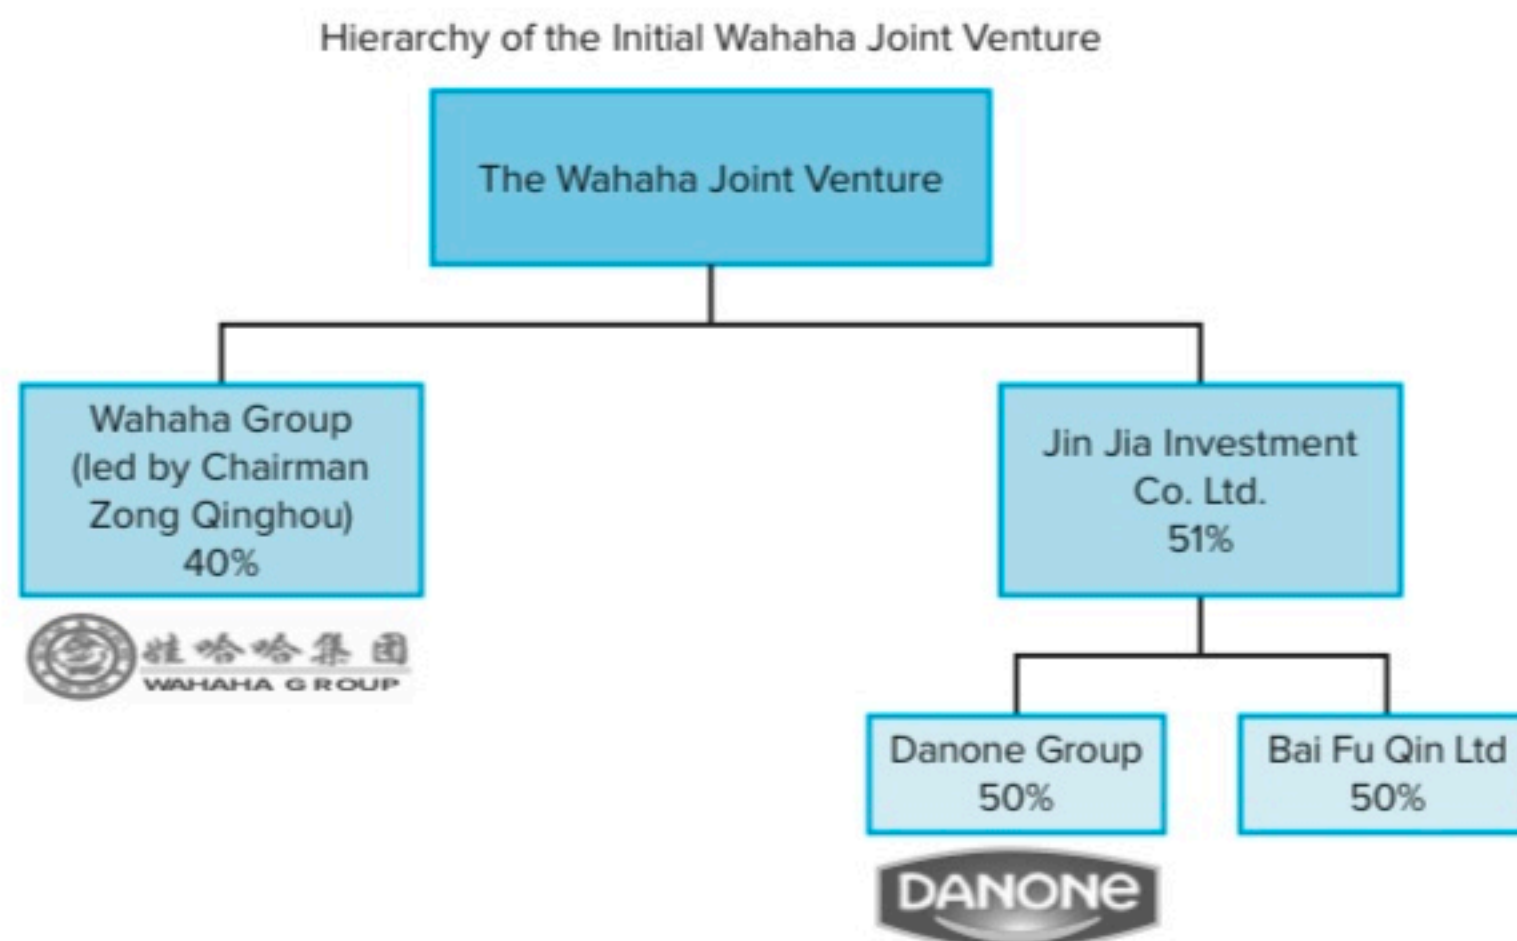 Hierarchy of the Initial Wahaha Joint Venture
The Wahaha Joint Venture
Wahaha Group
(led by Chairman
Zong Qinghou)
40%
Jin Jia Investment
Co. Ltd.
51%
娃哈哈集团
WAHAHA GROUP
Danone Group
50%
Bai Fu Qin Ltd
50%
DANONE